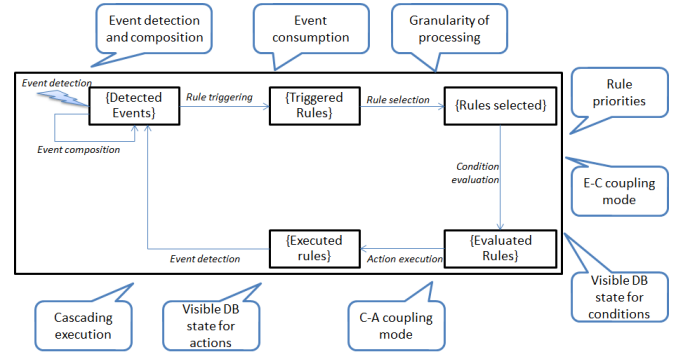 Event detection
and composition
Event
consumption
Granularity of
processing
Event detection
{Detected
Events}
Rule triggering
{Triggered
Rules}
Rule selection
{Rules selected}
Rule
priorities
Event composition
Condition
evaluation
E-C coupling
mode
{Executed
rules}
{Evaluated
Rules}
Event detection
Action execution
Visible DB
state for
conditions
Cascading
execution
Visible DB
state for
actions
C-A coupling
mode